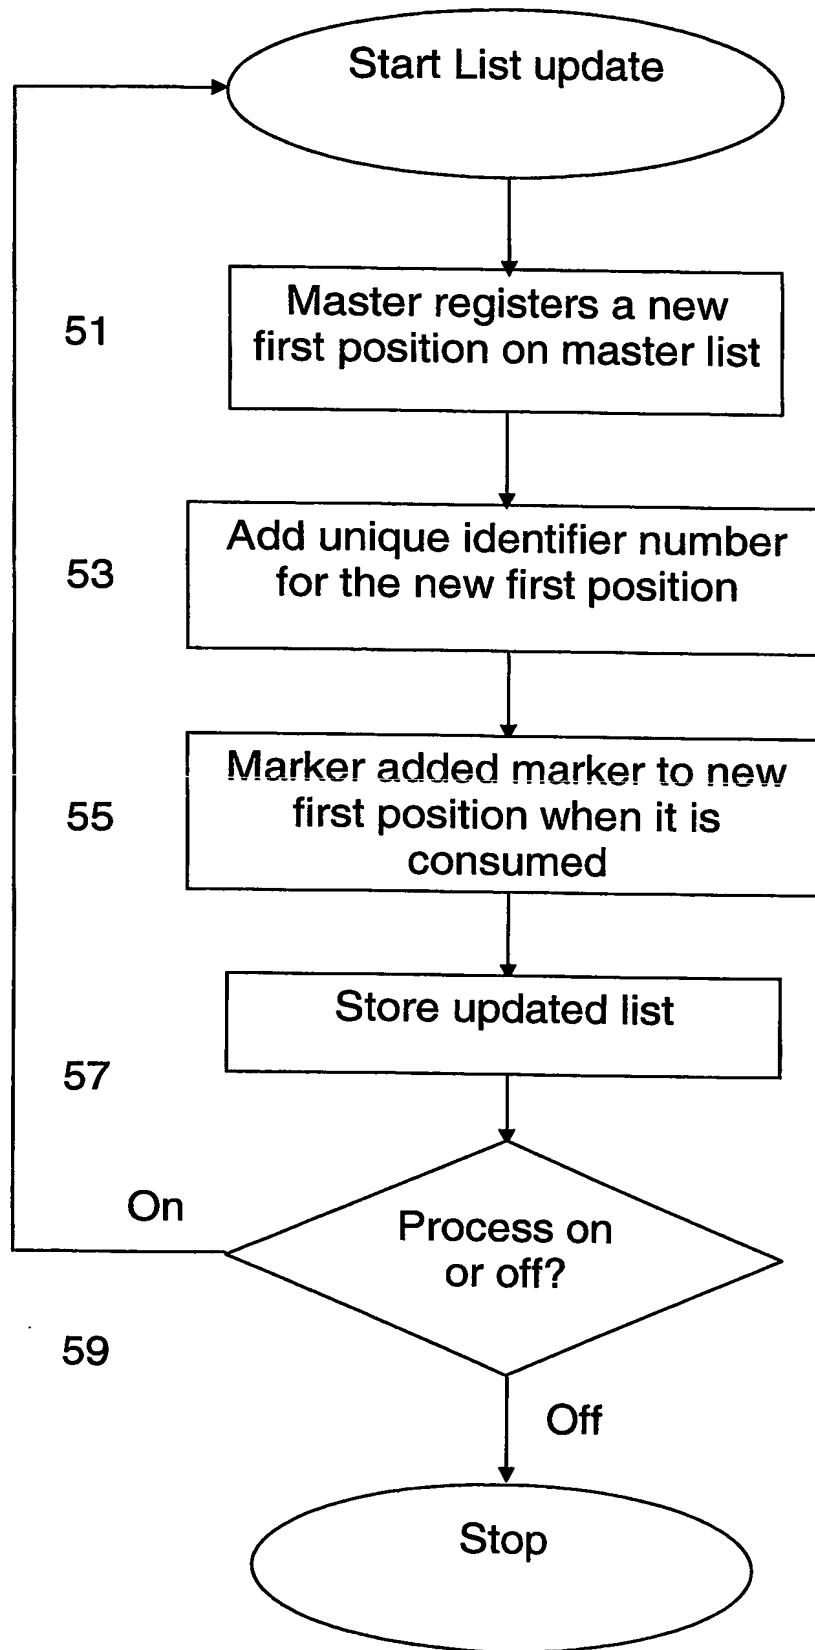 Start List update
51
Master registers a new
first position on master list
53
Add unique identifier number
for the new first position
55
Marker added marker to new
first position when it is
consumed
Store updated list
57
On
Process on
or off?
59
Off
Stop